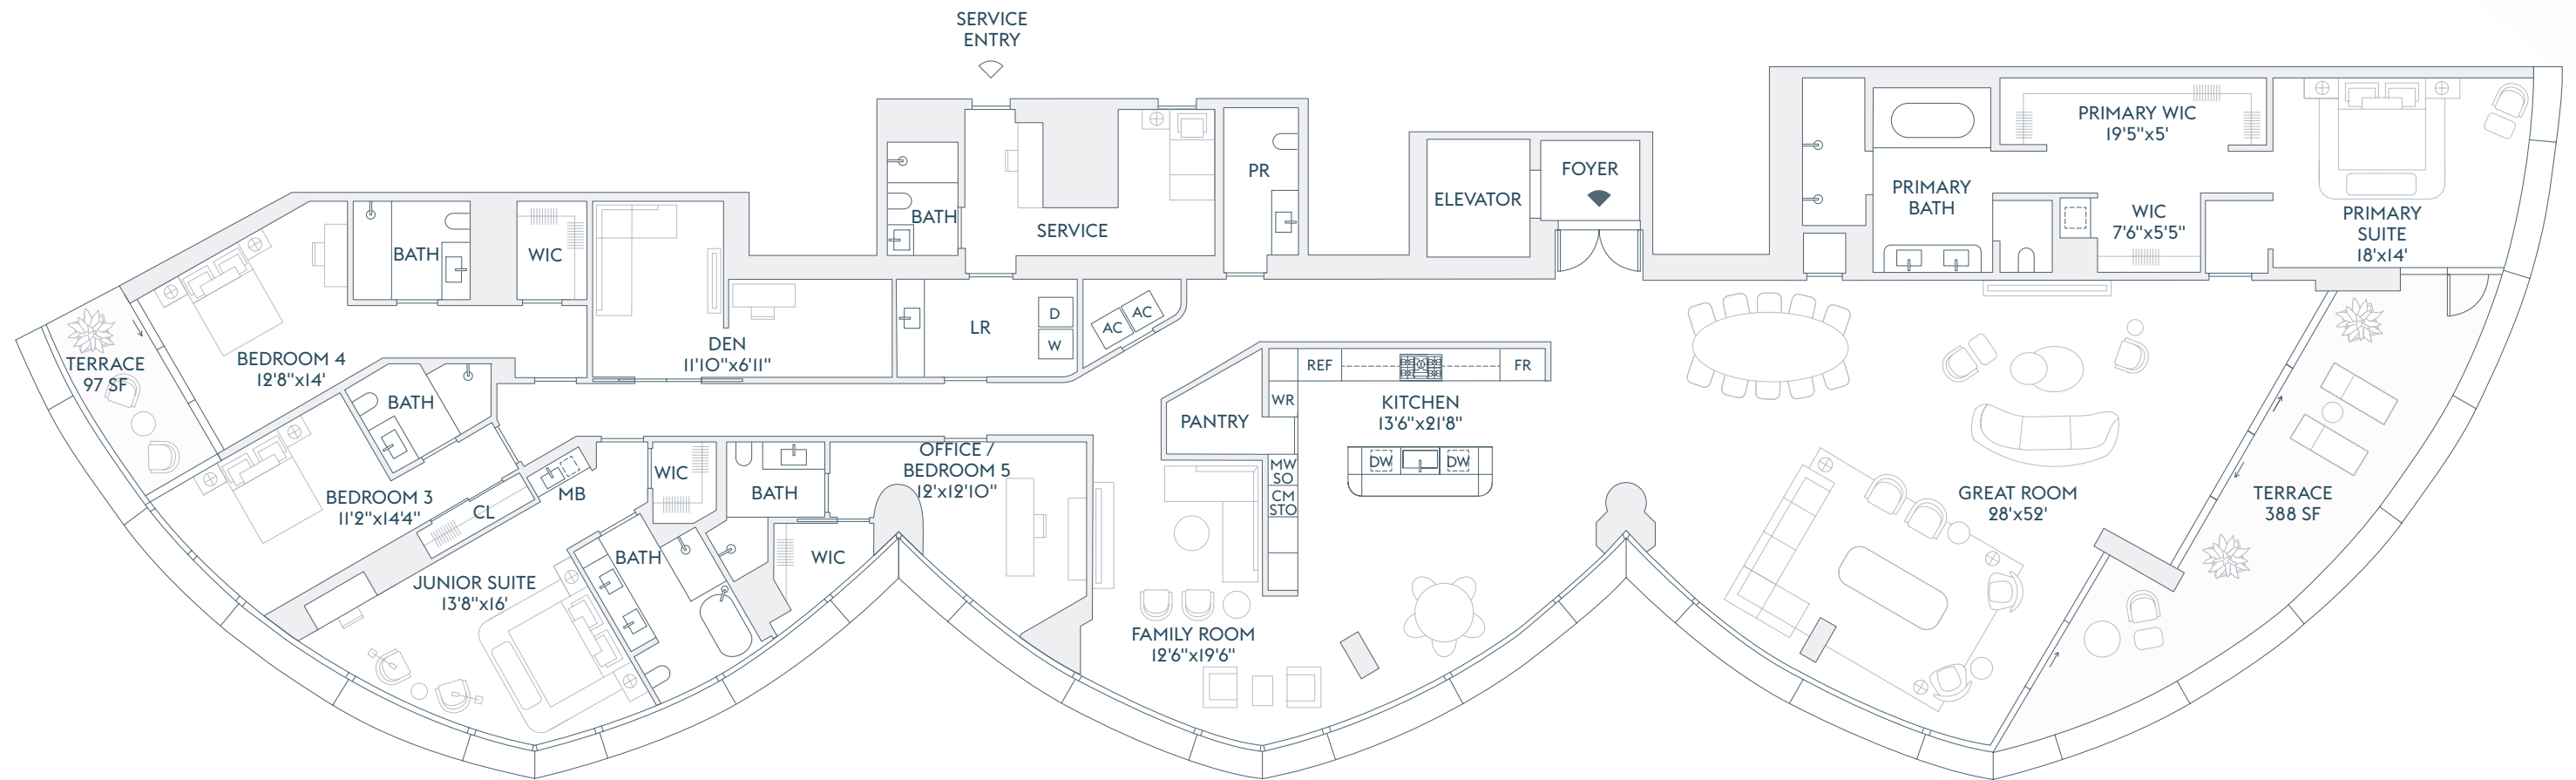 SERVICE
ENTRY
PRIMARY WIC
19'5"x5'
PR
FOYER
ELEVATOR
PRIMARY
BATH
WIC
7'6"x5'5"
PRIMARY
SUITE
18'x14'
BATH
SERVICE
BATH
WIC
D
W
LR
AC
AC
DEN
11'10"x6'11"
BEDROOM 4
12'8"x14'
TERRACE
97 SF
BATH
REF
FR
WR
PANTRY
KITCHEN
13'6"x21'8"
DW
DW
MW
SO
CM
STO
OFFICE /
BEDROOM 5
12'x12'10"
WIC
BATH
MB
CL
BEDROOM 3
11'2"x14'4"
GREAT ROOM
28'x52'
TERRACE
388 SF
BATH
WIC
JUNIOR SUITE
13'8"x16'
FAMILY ROOM
12'6"x19'6"